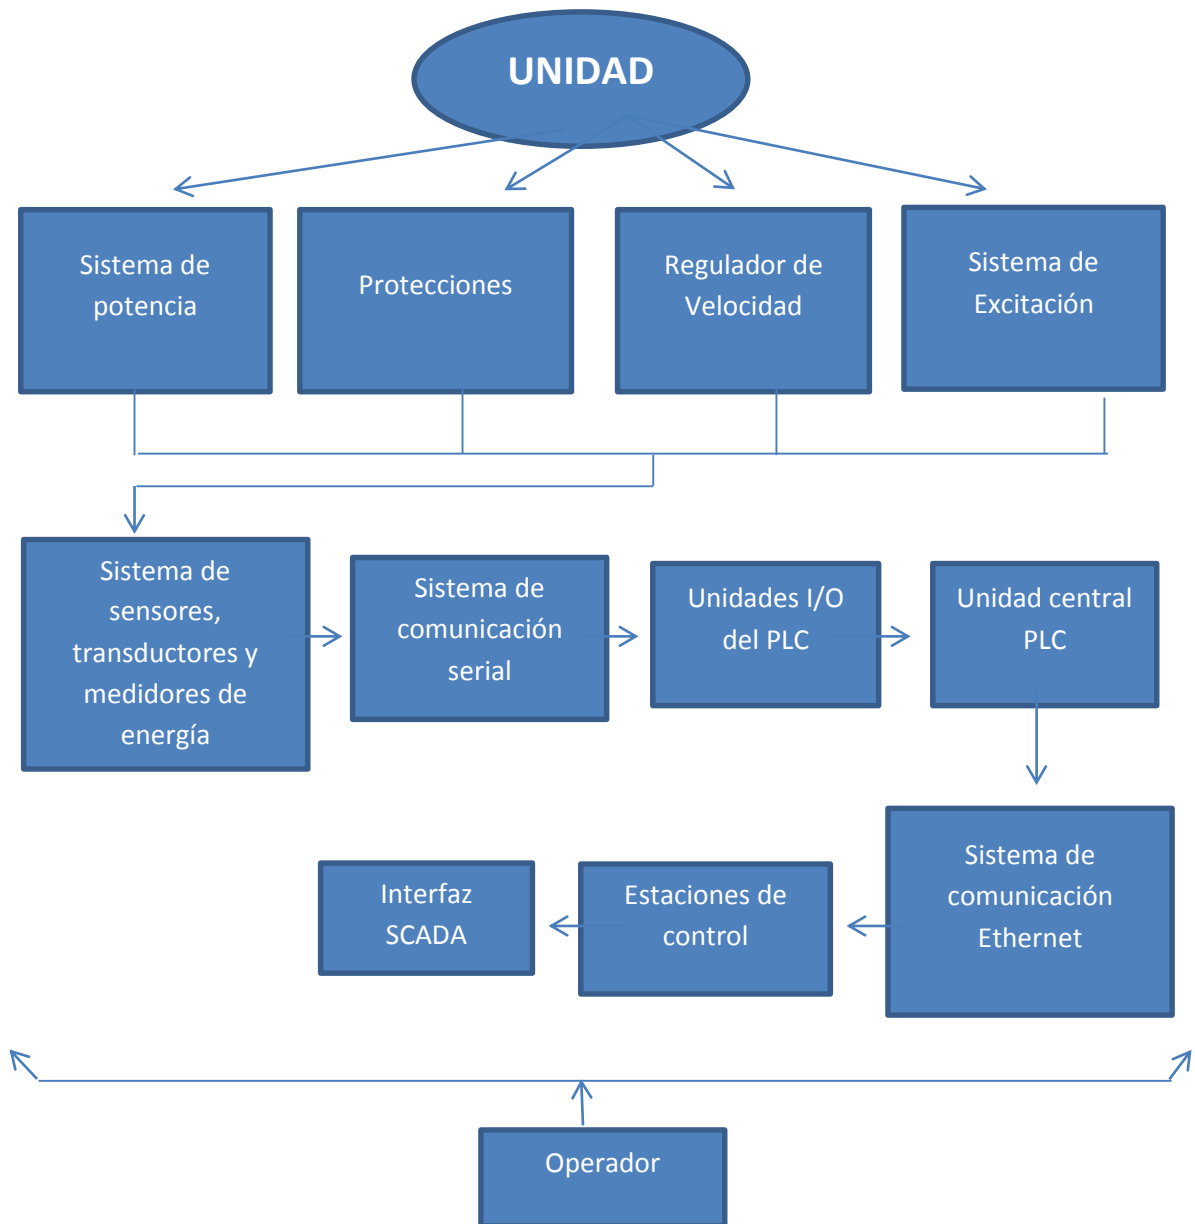 UNIDAD
Sistema de
potencia
Protecciones
Regulador de
Velocidad
Sistema de
Excitación
Sistema de
sensores,
transductores y
medidores de
energía
Sistema de
comunicación
serial
Unidades I/O
del PLC
Unidad central
PLC
Interfaz
SCADA
Estaciones de
control
Sistema de
comunicación
Ethernet
Operador